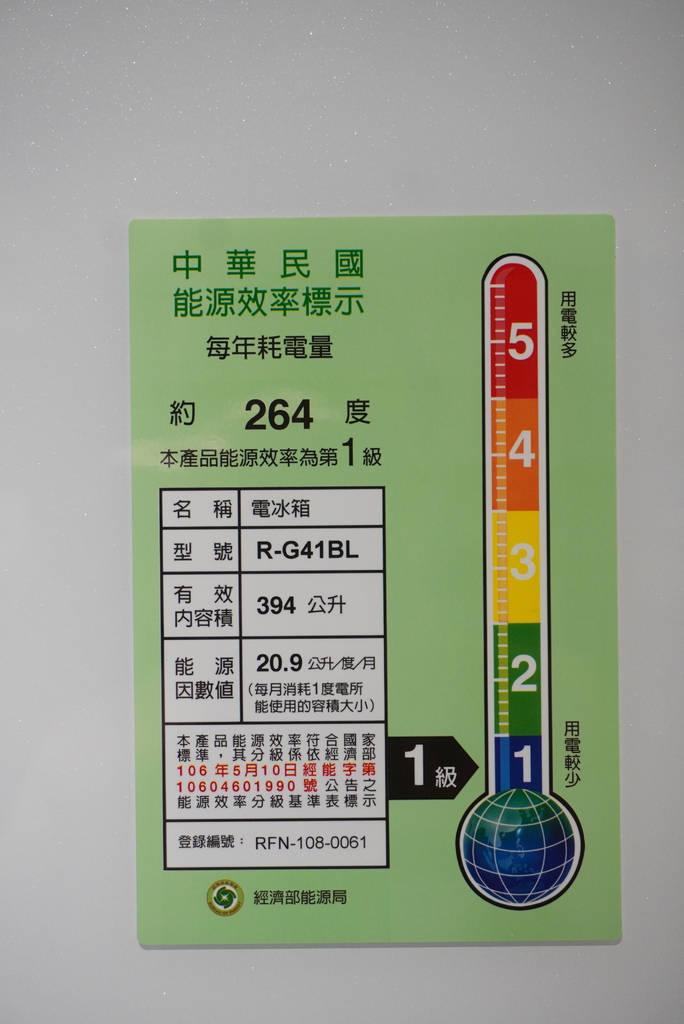 中華民國
能源效率標示
每年耗電量
約 264 度
本產品能源效率為第1級
名稱 電冰箱
型號 R-G41BL
有效
內容積 394 公升
能源
因數值 20.9 公升/度/月
(每月消耗1度電所
能使用的容積大小)
本產品能源效率符合國家
標準，其分級係依經濟部
106年5月10日經能字第
10604601990號公告之
能源效率分級基準表標示
登錄編號： RFN-108-0061
經濟部能源局
用電較多
5
4
3
2
1
用電較少
1級